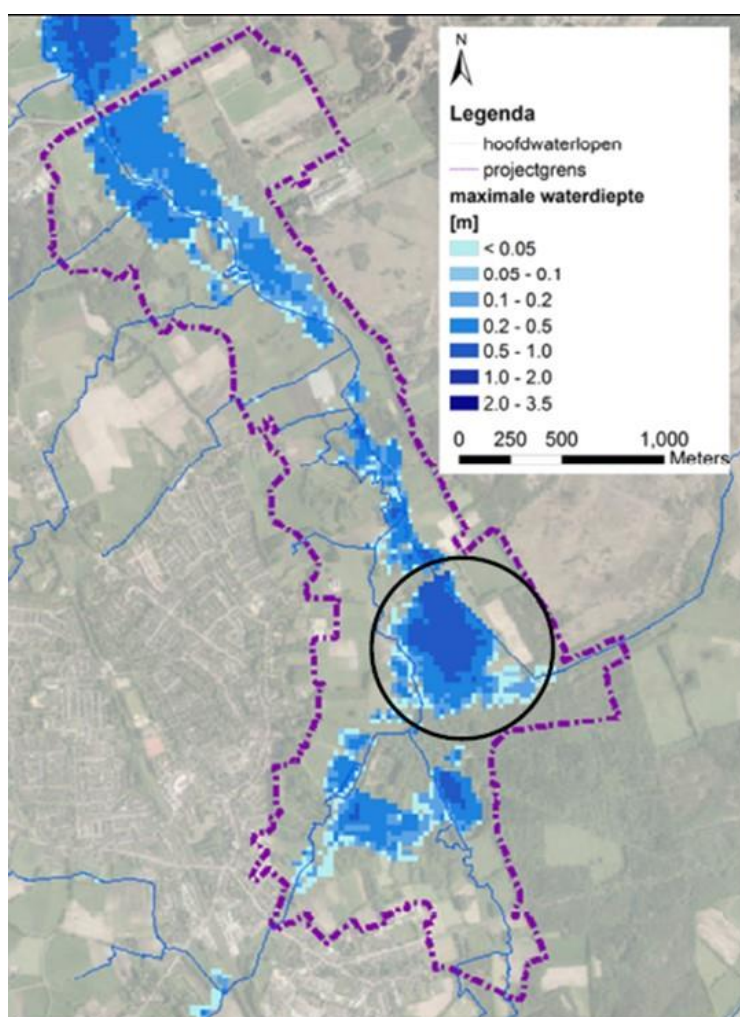 N
Legenda
hoofdwaterlopen
projectgrens
maximale waterdiepte
[m]
< 0.05
0.05 - 0.1
0.1 - 0.2
0.2 - 0.5
0.5 - 1.0
1.0 - 2.0
2.0 - 3.5
0 250 500 1,000
Meters